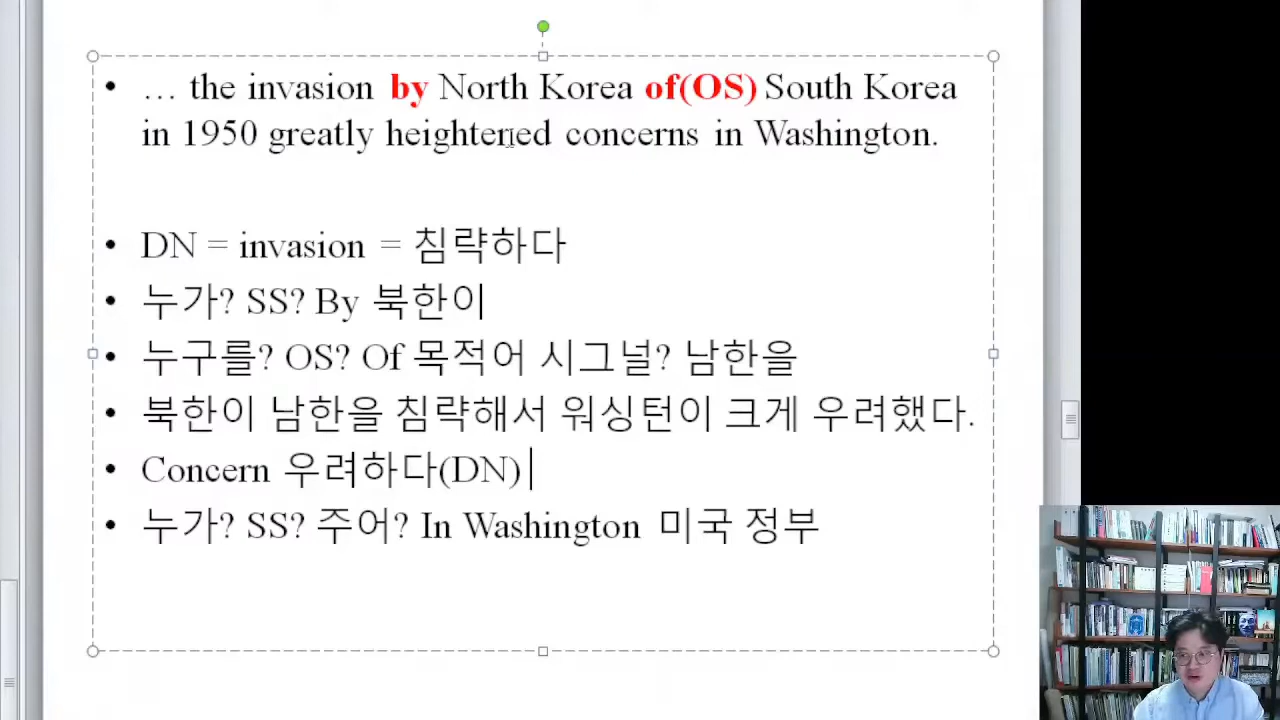 • … the invasion by North Korea of(OS) South Korea
in 1950 greatly heightened concerns in Washington.
• DN = invasion = 침략하다
• 누가? SS? By 북한이
• 누구를? OS? Of 목적어 시그널? 남한을
• 북한이 남한을 침략해서 워싱턴이 크게 우려했다.
• Concern 우려하다(DN)
• 누가? SS? 주어? In Washington 미국 정부